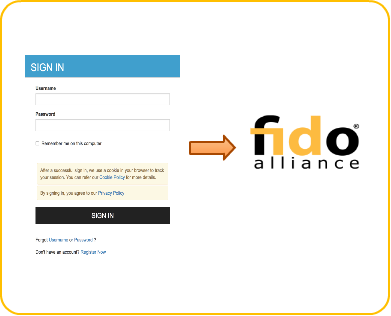 SIGN IN
Username
Password
Remember me on this computer
After a successful sign in, we use a cookie in your browser to track
your session. You can refer our Cookie Policy for more details.
By signing in, you agree to our Privacy Policy.
SIGN IN
Forgot Username or Password ?
Don't have an account? Register Now
fido®
alliance